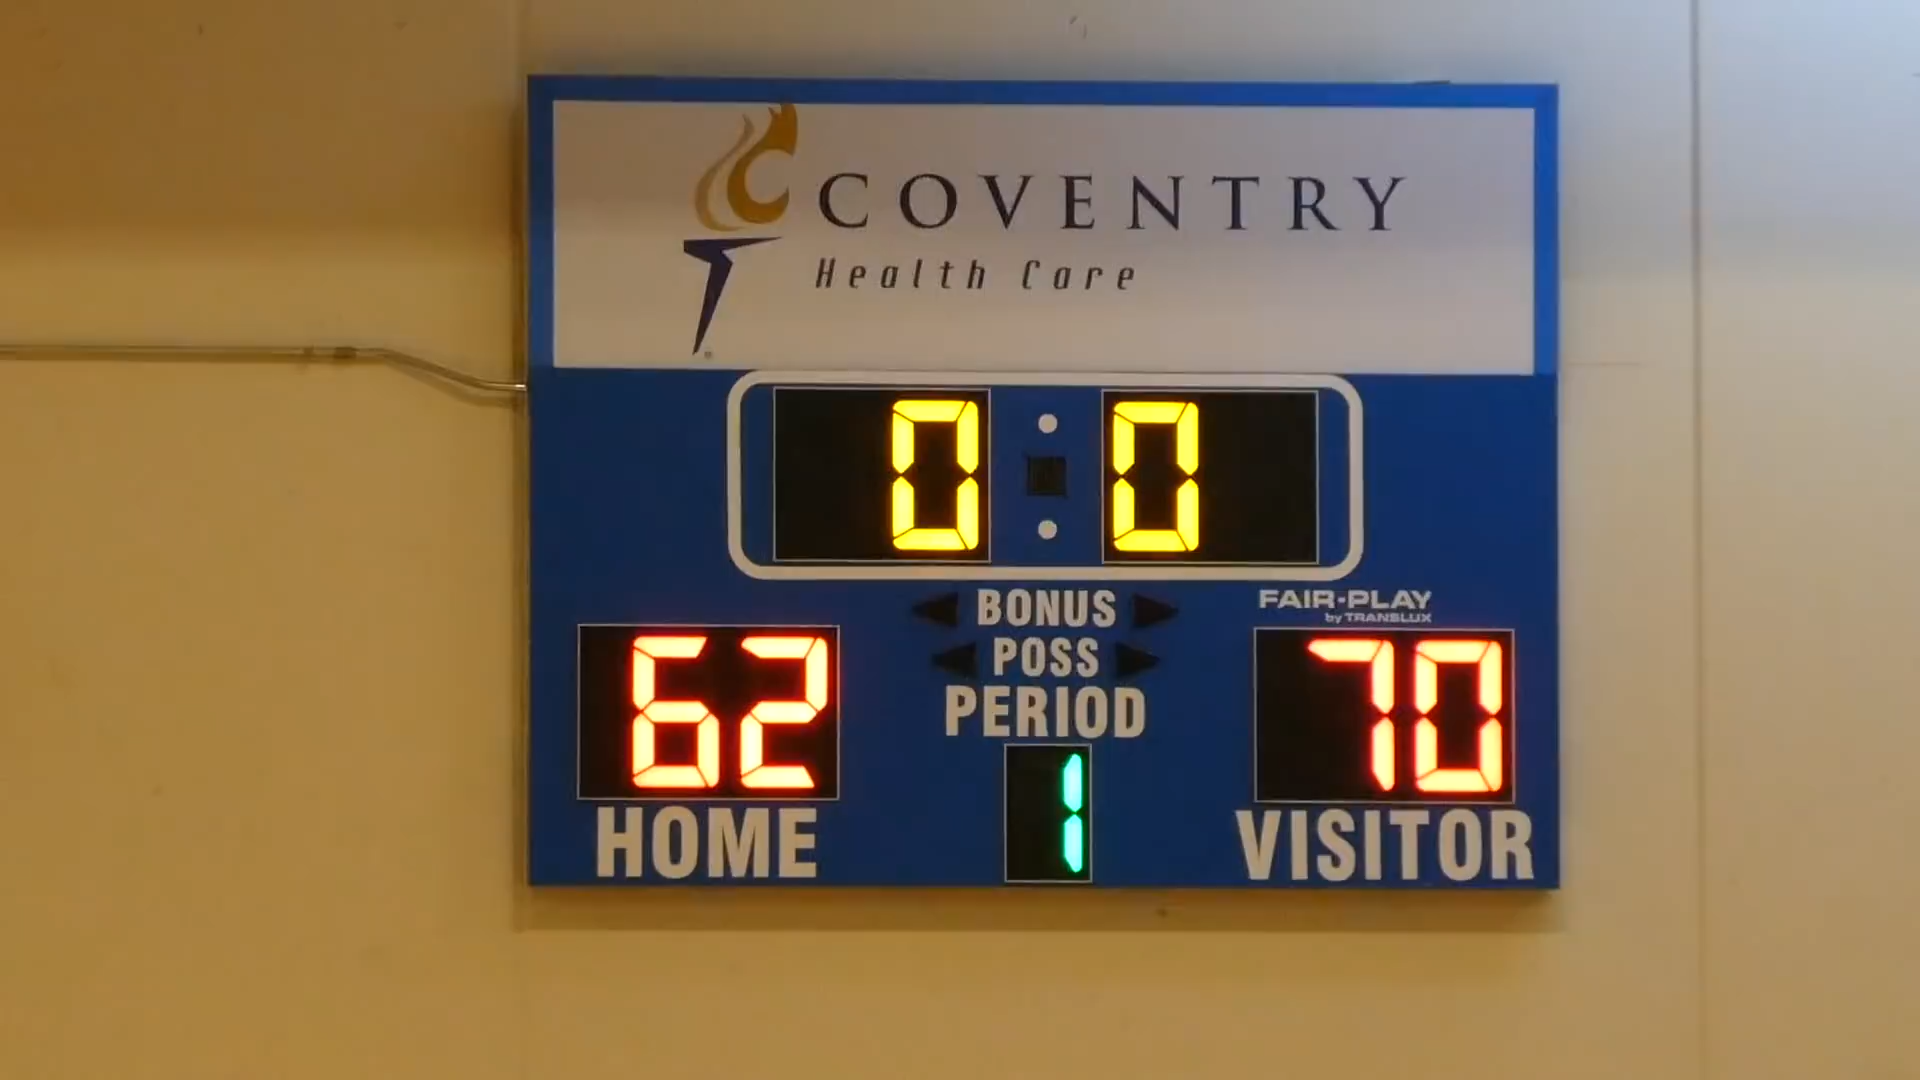 COVENTRY
Health Care
0 : 0
BONUS
FAIR-PLAY
by TRANSLUX
POSS
62
70
PERIOD
1
HOME
VISITOR